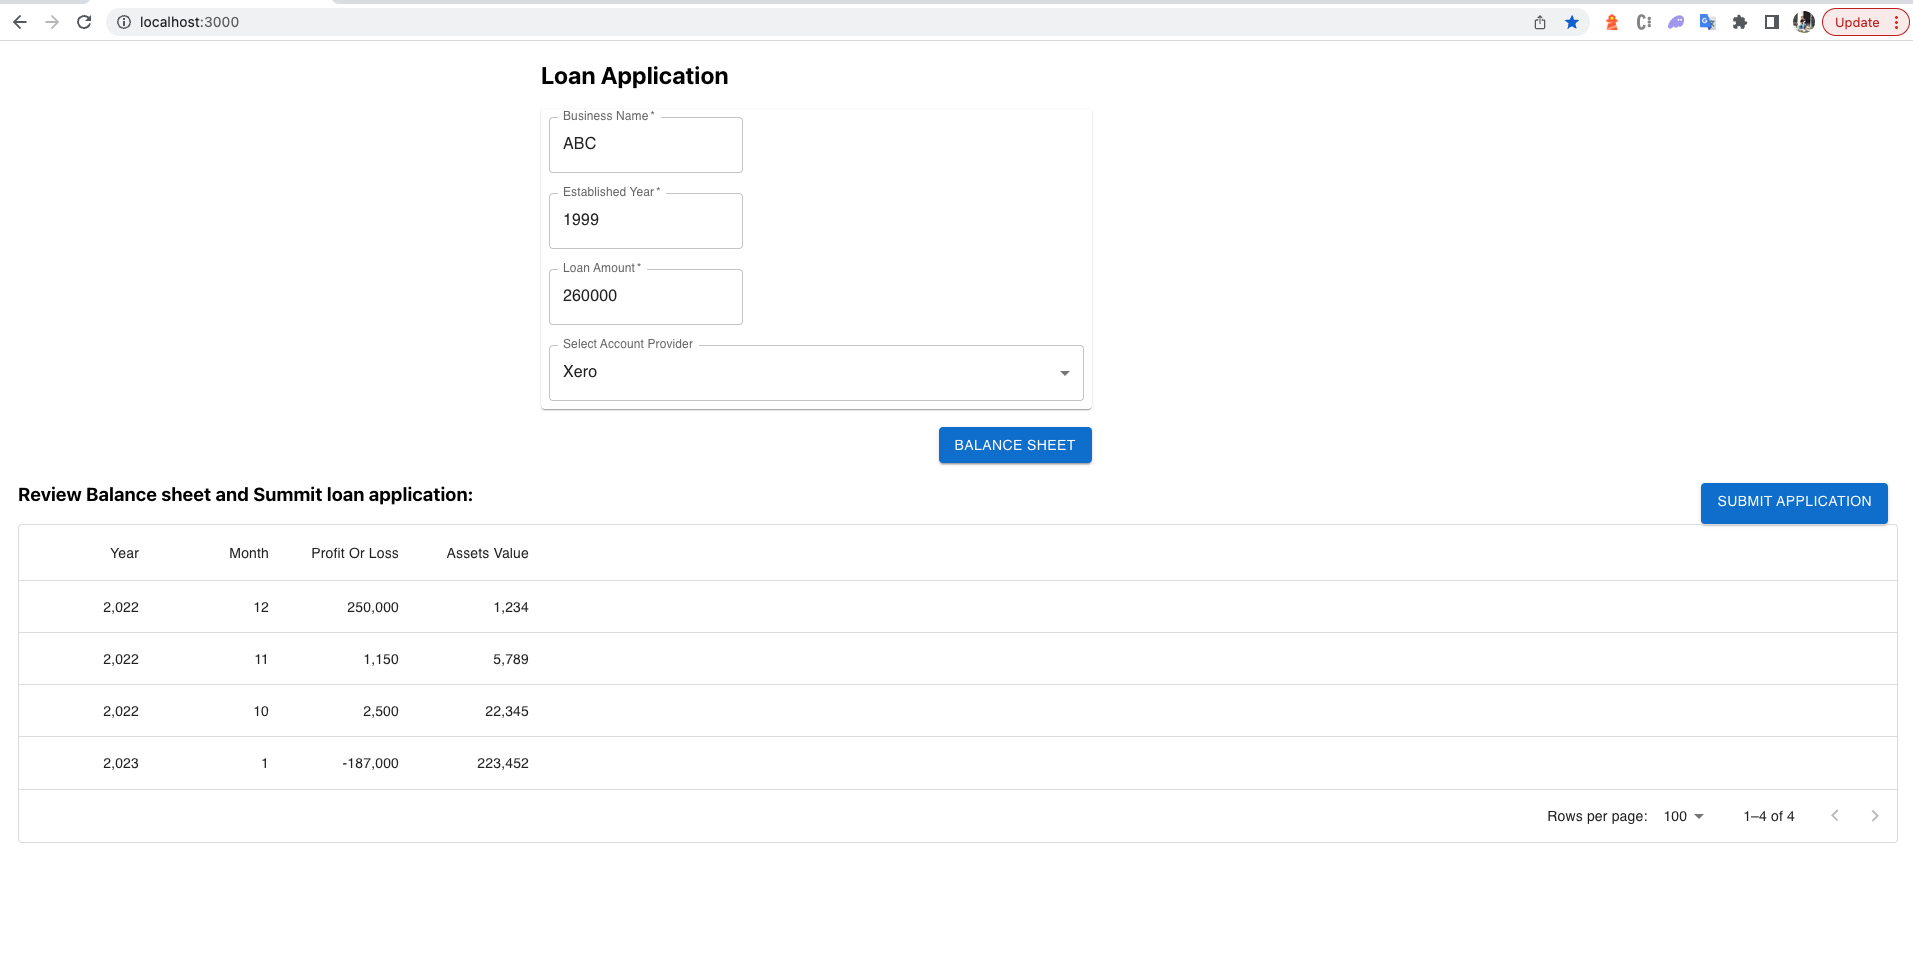 localhost:3000
Update
Loan Application
Business Name *
ABC
Established Year *
1999
Loan Amount *
260000
Select Account Provider
Xero
BALANCE SHEET
Review Balance sheet and Summit loan application:
SUBMIT APPLICATION
Year Month Profit Or Loss Assets Value
2,022 12 250,000 1,234
2,022 11 1,150 5,789
2,022 10 2,500 22,345
2,023 1 -187,000 223,452
Rows per page: 100 1–4 of 4